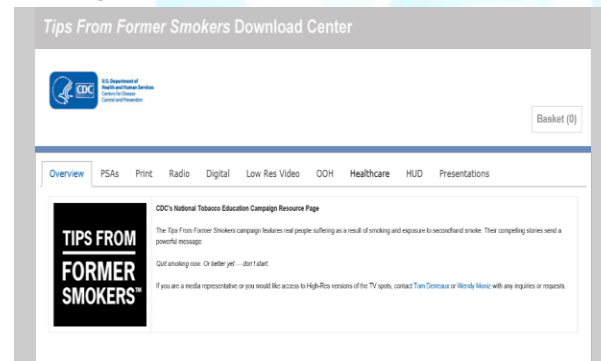 Tips From Former Smokers Download Center
CDC
U.S. Department of
Health and Human Services
Centers for Disease
Control and Prevention
Basket (0)
Overview PSAs Print Radio Digital Low Res Video OOH Healthcare HUD Presentations
CDC's National Tobacco Education Campaign Resource Page
The Tips From Former Smokers campaign features real people suffering as a result of smoking and exposure to secondhand smoke. Their compelling stories send a
powerful message:
Quit smoking now. Or better yet — don't start.
If you are a media representative or you would like access to High-Res versions of the TV spots, contact Tom or Wendy with any inquiries or requests.
TIPS FROM
FORMER
SMOKERS™